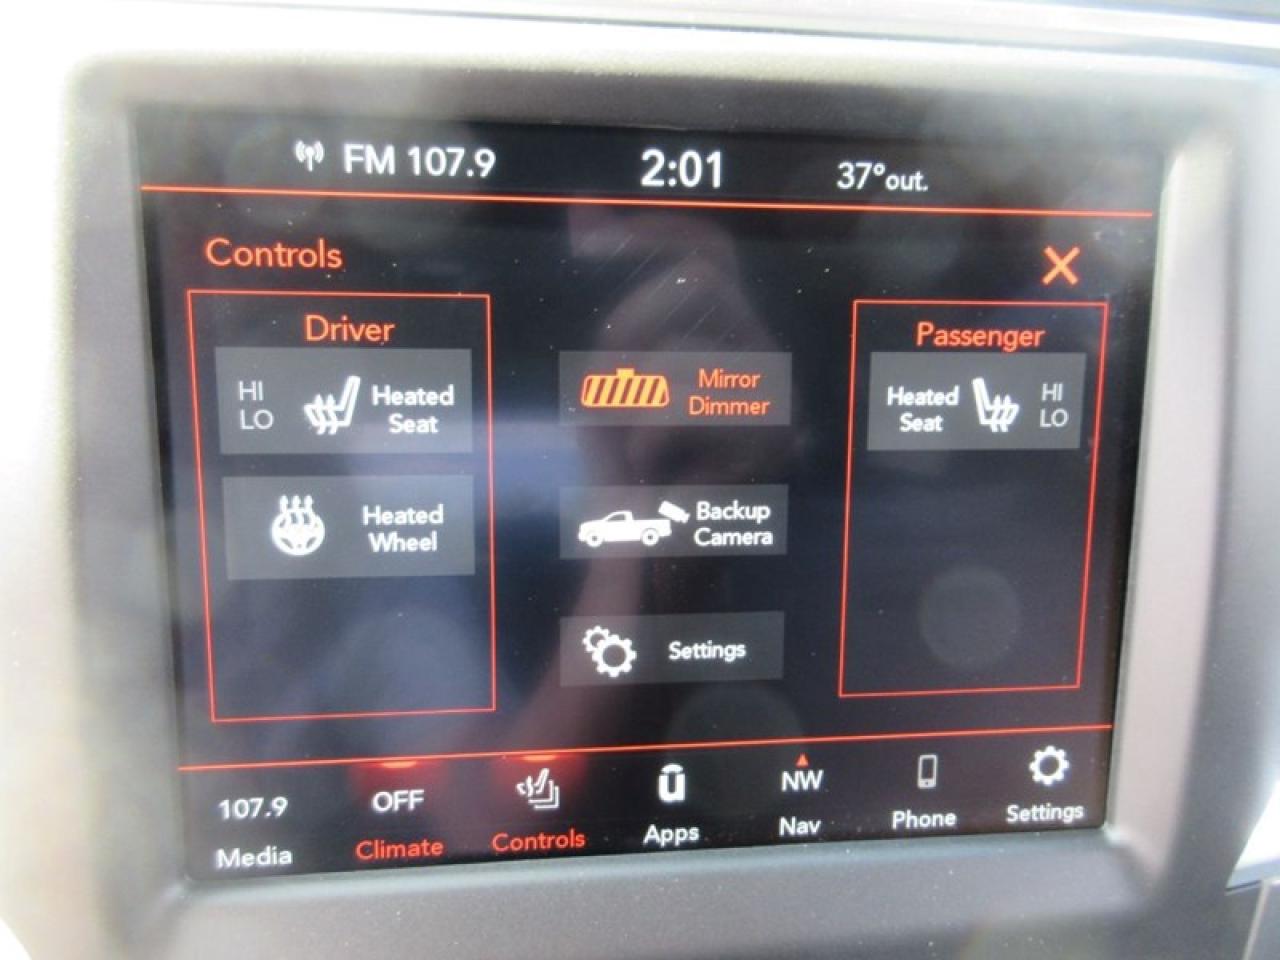 FM 107.9 2:01 37°out.
Controls
Driver
HI
LO
Heated
Seat
Heated
Wheel
Mirror
Dimmer
Backup
Camera
Settings
Passenger
Heated
Seat
HI
LO
107.9
Media
OFF
Climate
Controls
Apps
NW
Nav
Phone
Settings